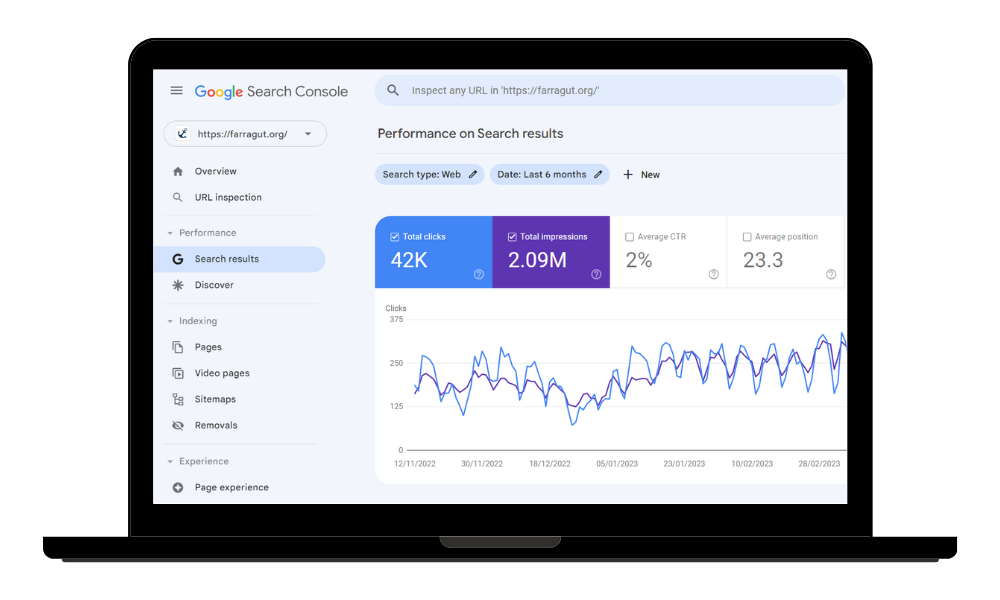 Google Search Console
Inspect any URL in 'https://farragut.org/'
https://farragut.org/
Overview
URL inspection
Performance
Search results
Discover
Indexing
Pages
Video pages
Sitemaps
Removals
Experience
Page experience
Performance on Search results
Search type: Web
Date: Last 6 months
+ New
Total clicks
42K
Total impressions
2.09M
Average CTR
2%
Average position
23.3
Clicks
375
250
125
0
12/11/2022 30/11/2022 18/12/2022 05/01/2023 23/01/2023 10/02/2023 28/02/2023